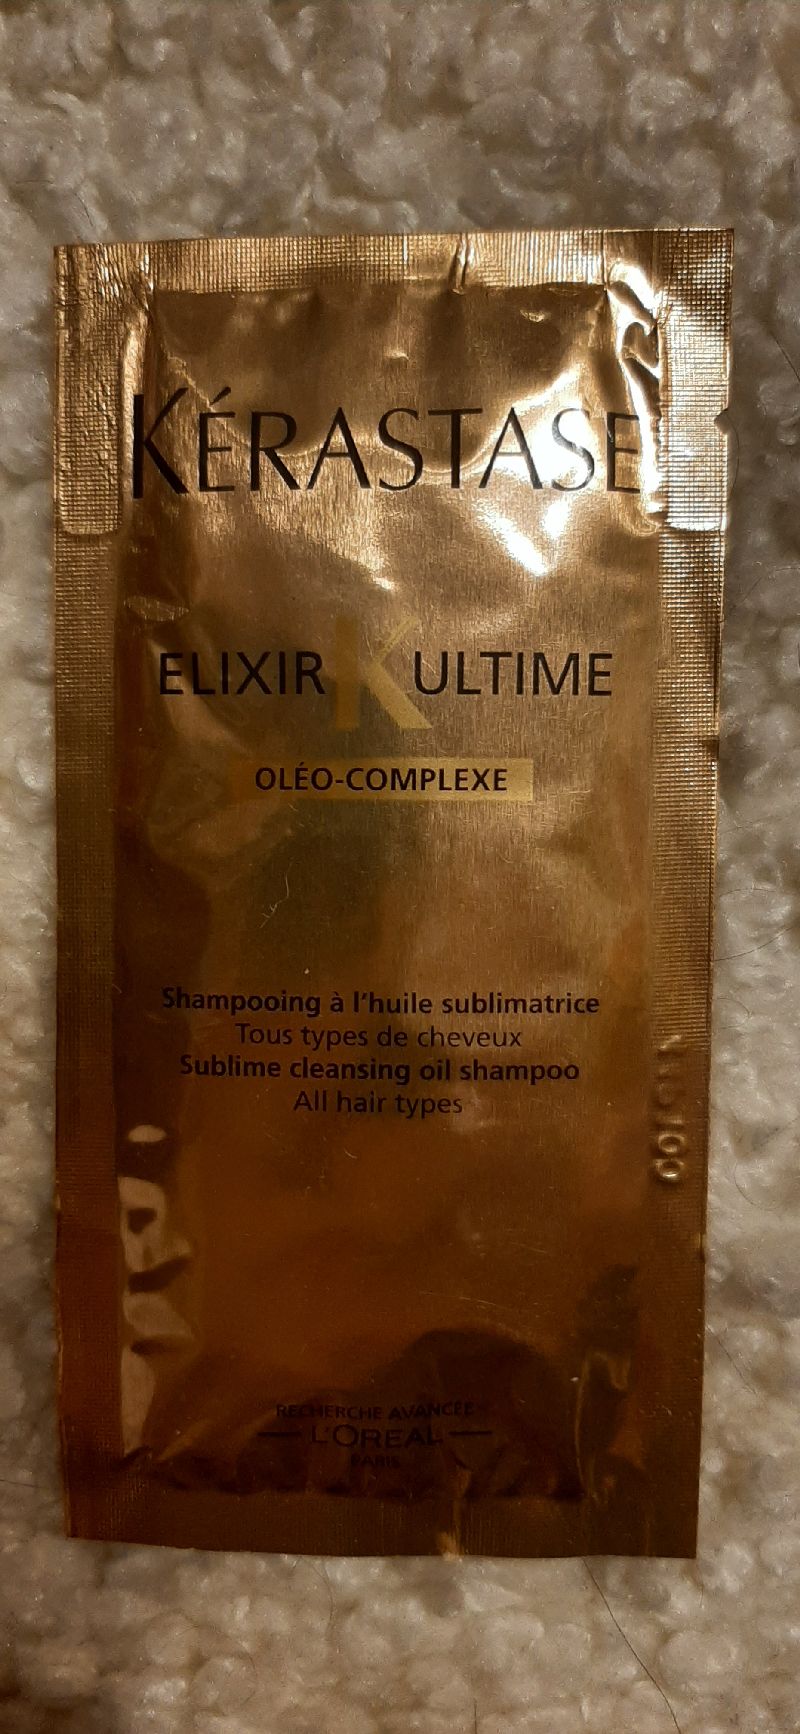 KÉRASTASE
ELIXIR K ULTIME
OLÉO-COMPLEXE
Shampooing à l'huile sublimatrice
Tous types de cheveux
Sublime cleansing oil shampoo
All hair types
RECHERCHE AVANCÉE
L'ORÉAL
PARIS